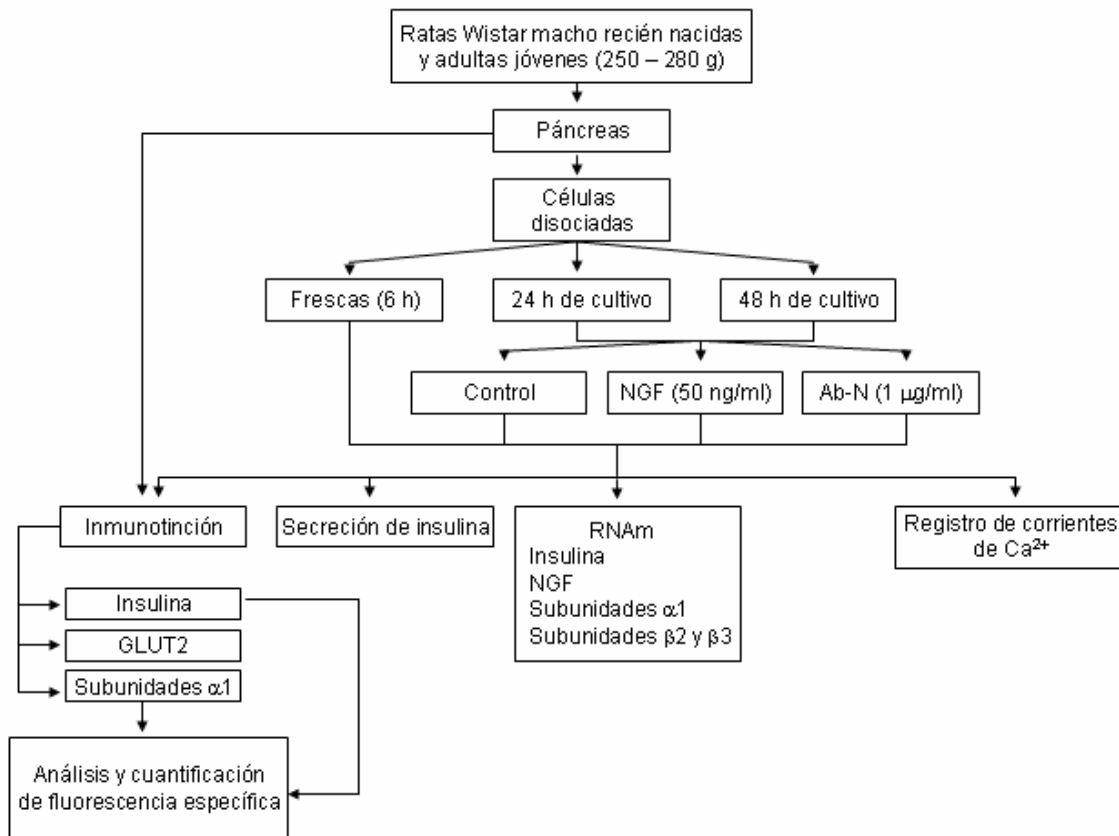 Ratas Wistar macho recién nacidas
y adultas jóvenes (250 – 280 g)
Páncreas
Células
disociadas
Frescas (6 h)
24 h de cultivo
48 h de cultivo
Control
NGF (50 ng/ml)
Ab-N (1 μg/ml)
Inmunotinción
Secreción de insulina
RNAm
Insulina
NGF
Subunidades α1
Subunidades β2 y β3
Registro de corrientes
de Ca²⁺
Insulina
GLUT2
Subunidades α1
Análisis y cuantificación
de fluorescencia específica